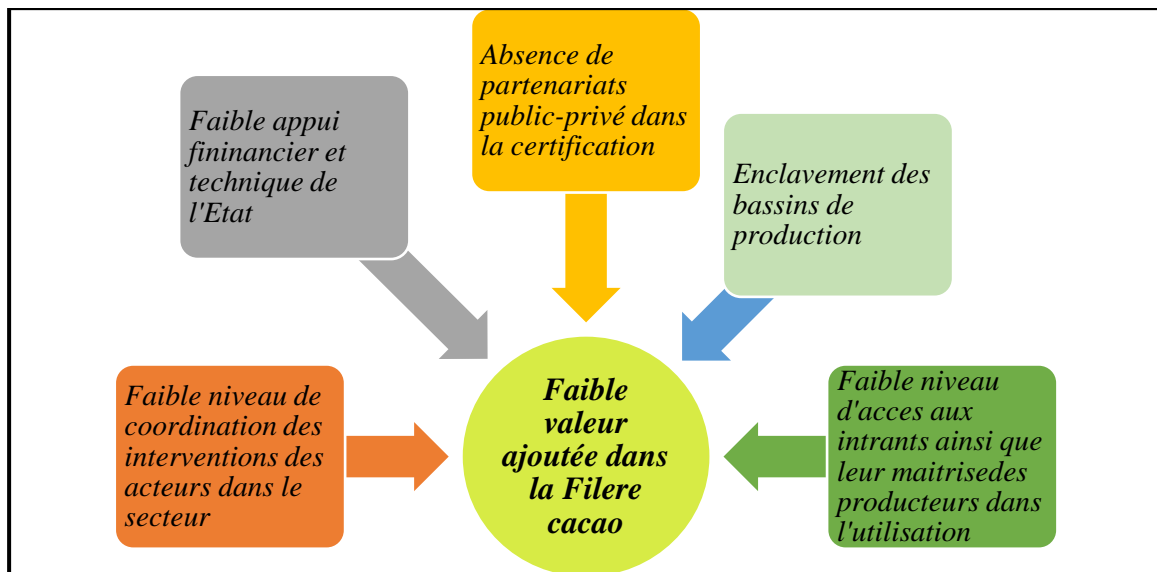 Absence de
partenariats
public-privé dans
la certification
Faible appui
fininancier et
technique de
l'Etat
Enclavement des
bassins de
production
Faible niveau de
coordination des
interventions des
acteurs dans le
secteur
Faible
valeur
ajoutée dans
la Filere
cacao
Faible niveau
d'acces aux
intrants ainsi que
leur maitrisedes
producteurs dans
l'utilisation